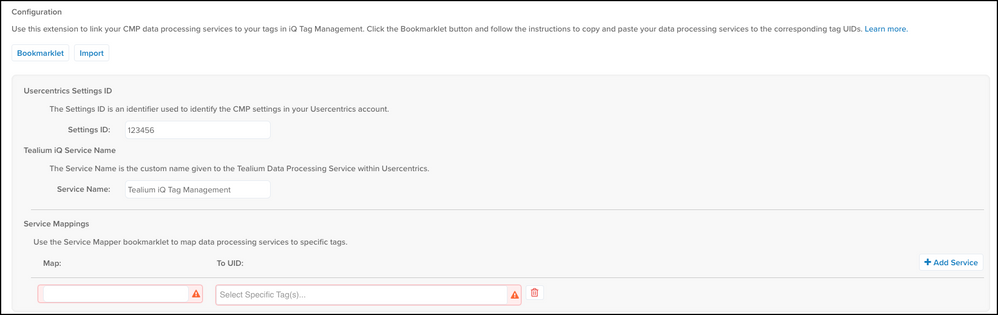 Configuration
Use this extension to link your CMP data processing services to your tags in iQ Tag Management. Click the Bookmarklet button and follow the instructions to copy and paste your data processing services to the corresponding tag UIDs. Learn more.
Bookmarklet Import
Usercentrics Settings ID
The Settings ID is an identifier used to identify the CMP settings in your Usercentrics account.
Settings ID: 123456
Tealium iQ Service Name
The Service Name is the custom name given to the Tealium Data Processing Service within Usercentrics.
Service Name: Tealium iQ Tag Management
Service Mappings
Use the Service Mapper bookmarklet to map data processing services to specific tags.
Map: To UID: + Add Service
Select Specific Tag(s)...